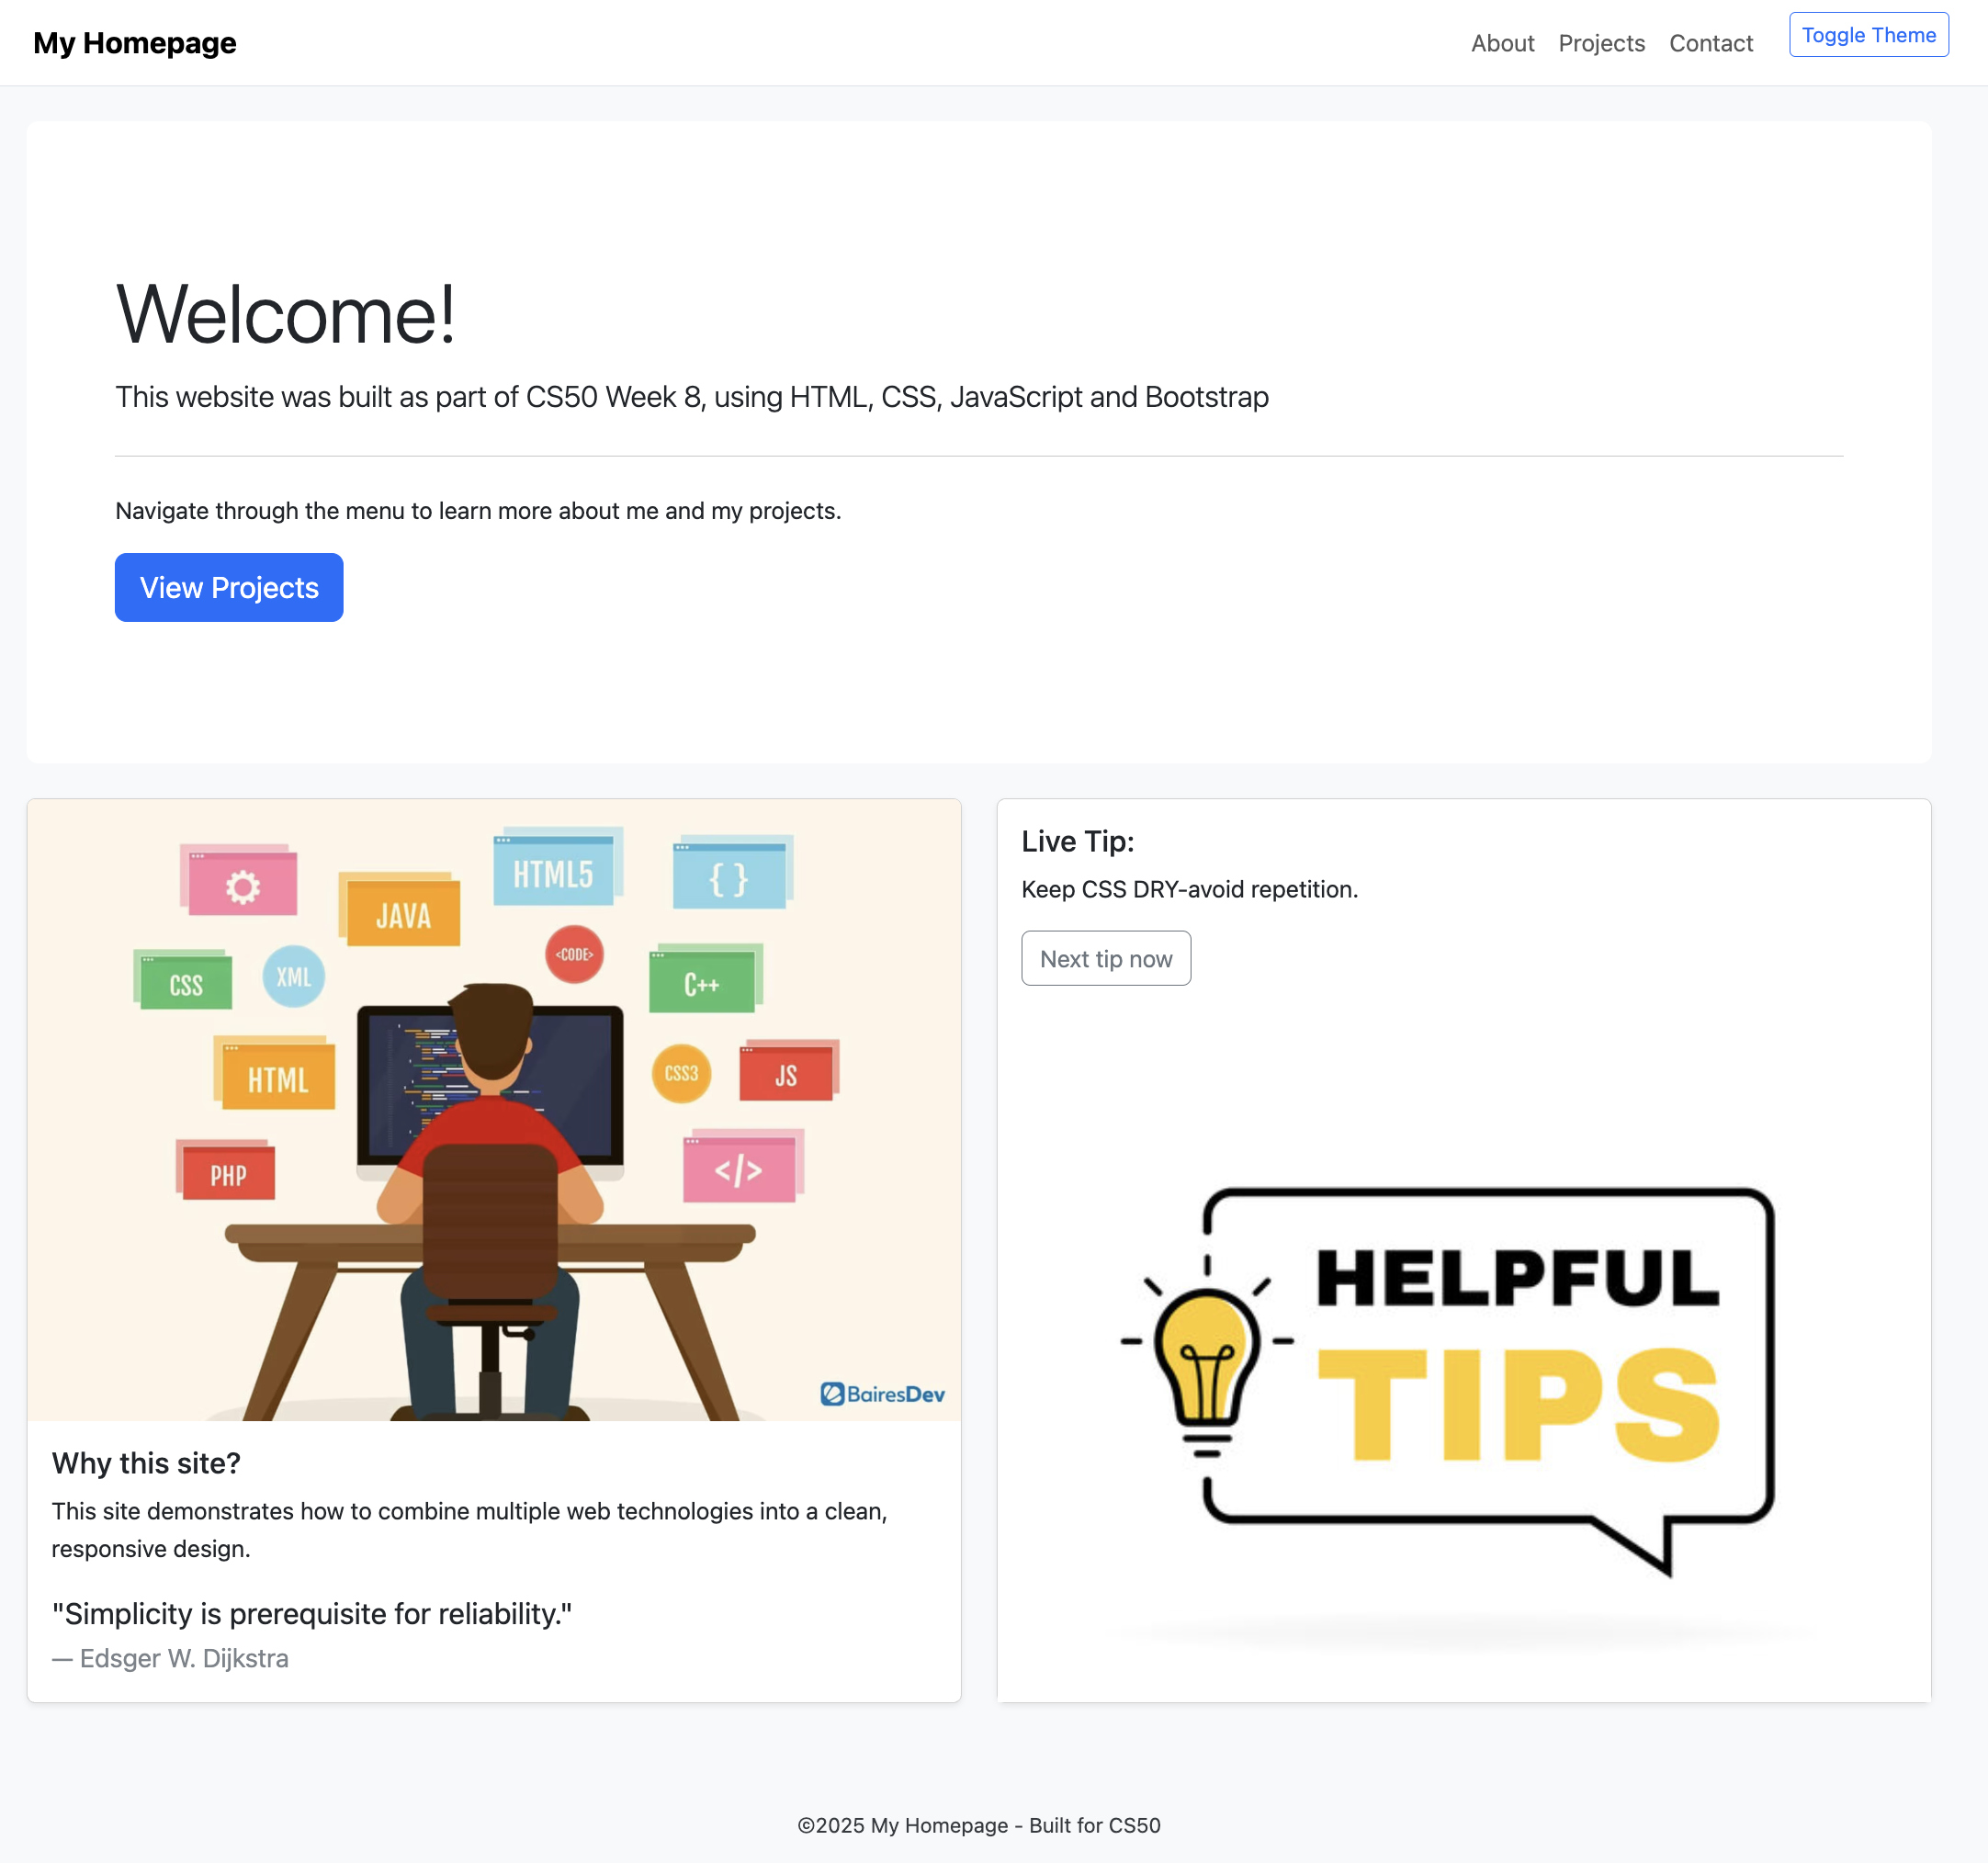 My Homepage
About Projects Contact Toggle Theme
Welcome!
This website was built as part of CS50 Week 8, using HTML, CSS, JavaScript and Bootstrap
Navigate through the menu to learn more about me and my projects.
View Projects
HTML5
{ }
JAVA
<CODE>
CSS
XML
C++
HTML
CSS3
JS
PHP
</>
BairesDev
Why this site?
This site demonstrates how to combine multiple web technologies into a clean,
responsive design.
"Simplicity is prerequisite for reliability."
— Edsger W. Dijkstra
Live Tip:
Keep CSS DRY-avoid repetition.
Next tip now
HELPFUL
TIPS
©2025 My Homepage - Built for CS50